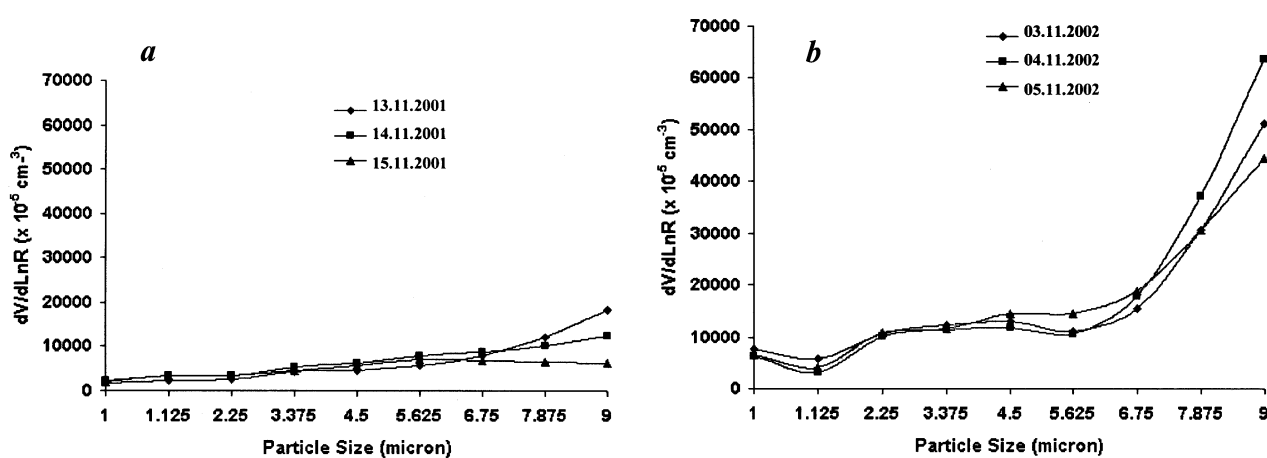 a
70000
60000
50000
40000
30000
20000
10000
0
dV/dLnR (x 10⁻⁵ cm⁻³)
13.11.2001
14.11.2001
15.11.2001
1 1.125 2.25 3.375 4.5 5.625 6.75 7.875 9
Particle Size (micron)
b
70000
60000
50000
40000
30000
20000
10000
0
dV/dLnR (x 10⁻⁵ cm⁻³)
03.11.2002
04.11.2002
05.11.2002
1 1.125 2.25 3.375 4.5 5.625 6.75 7.875 9
Particle Size (micron)